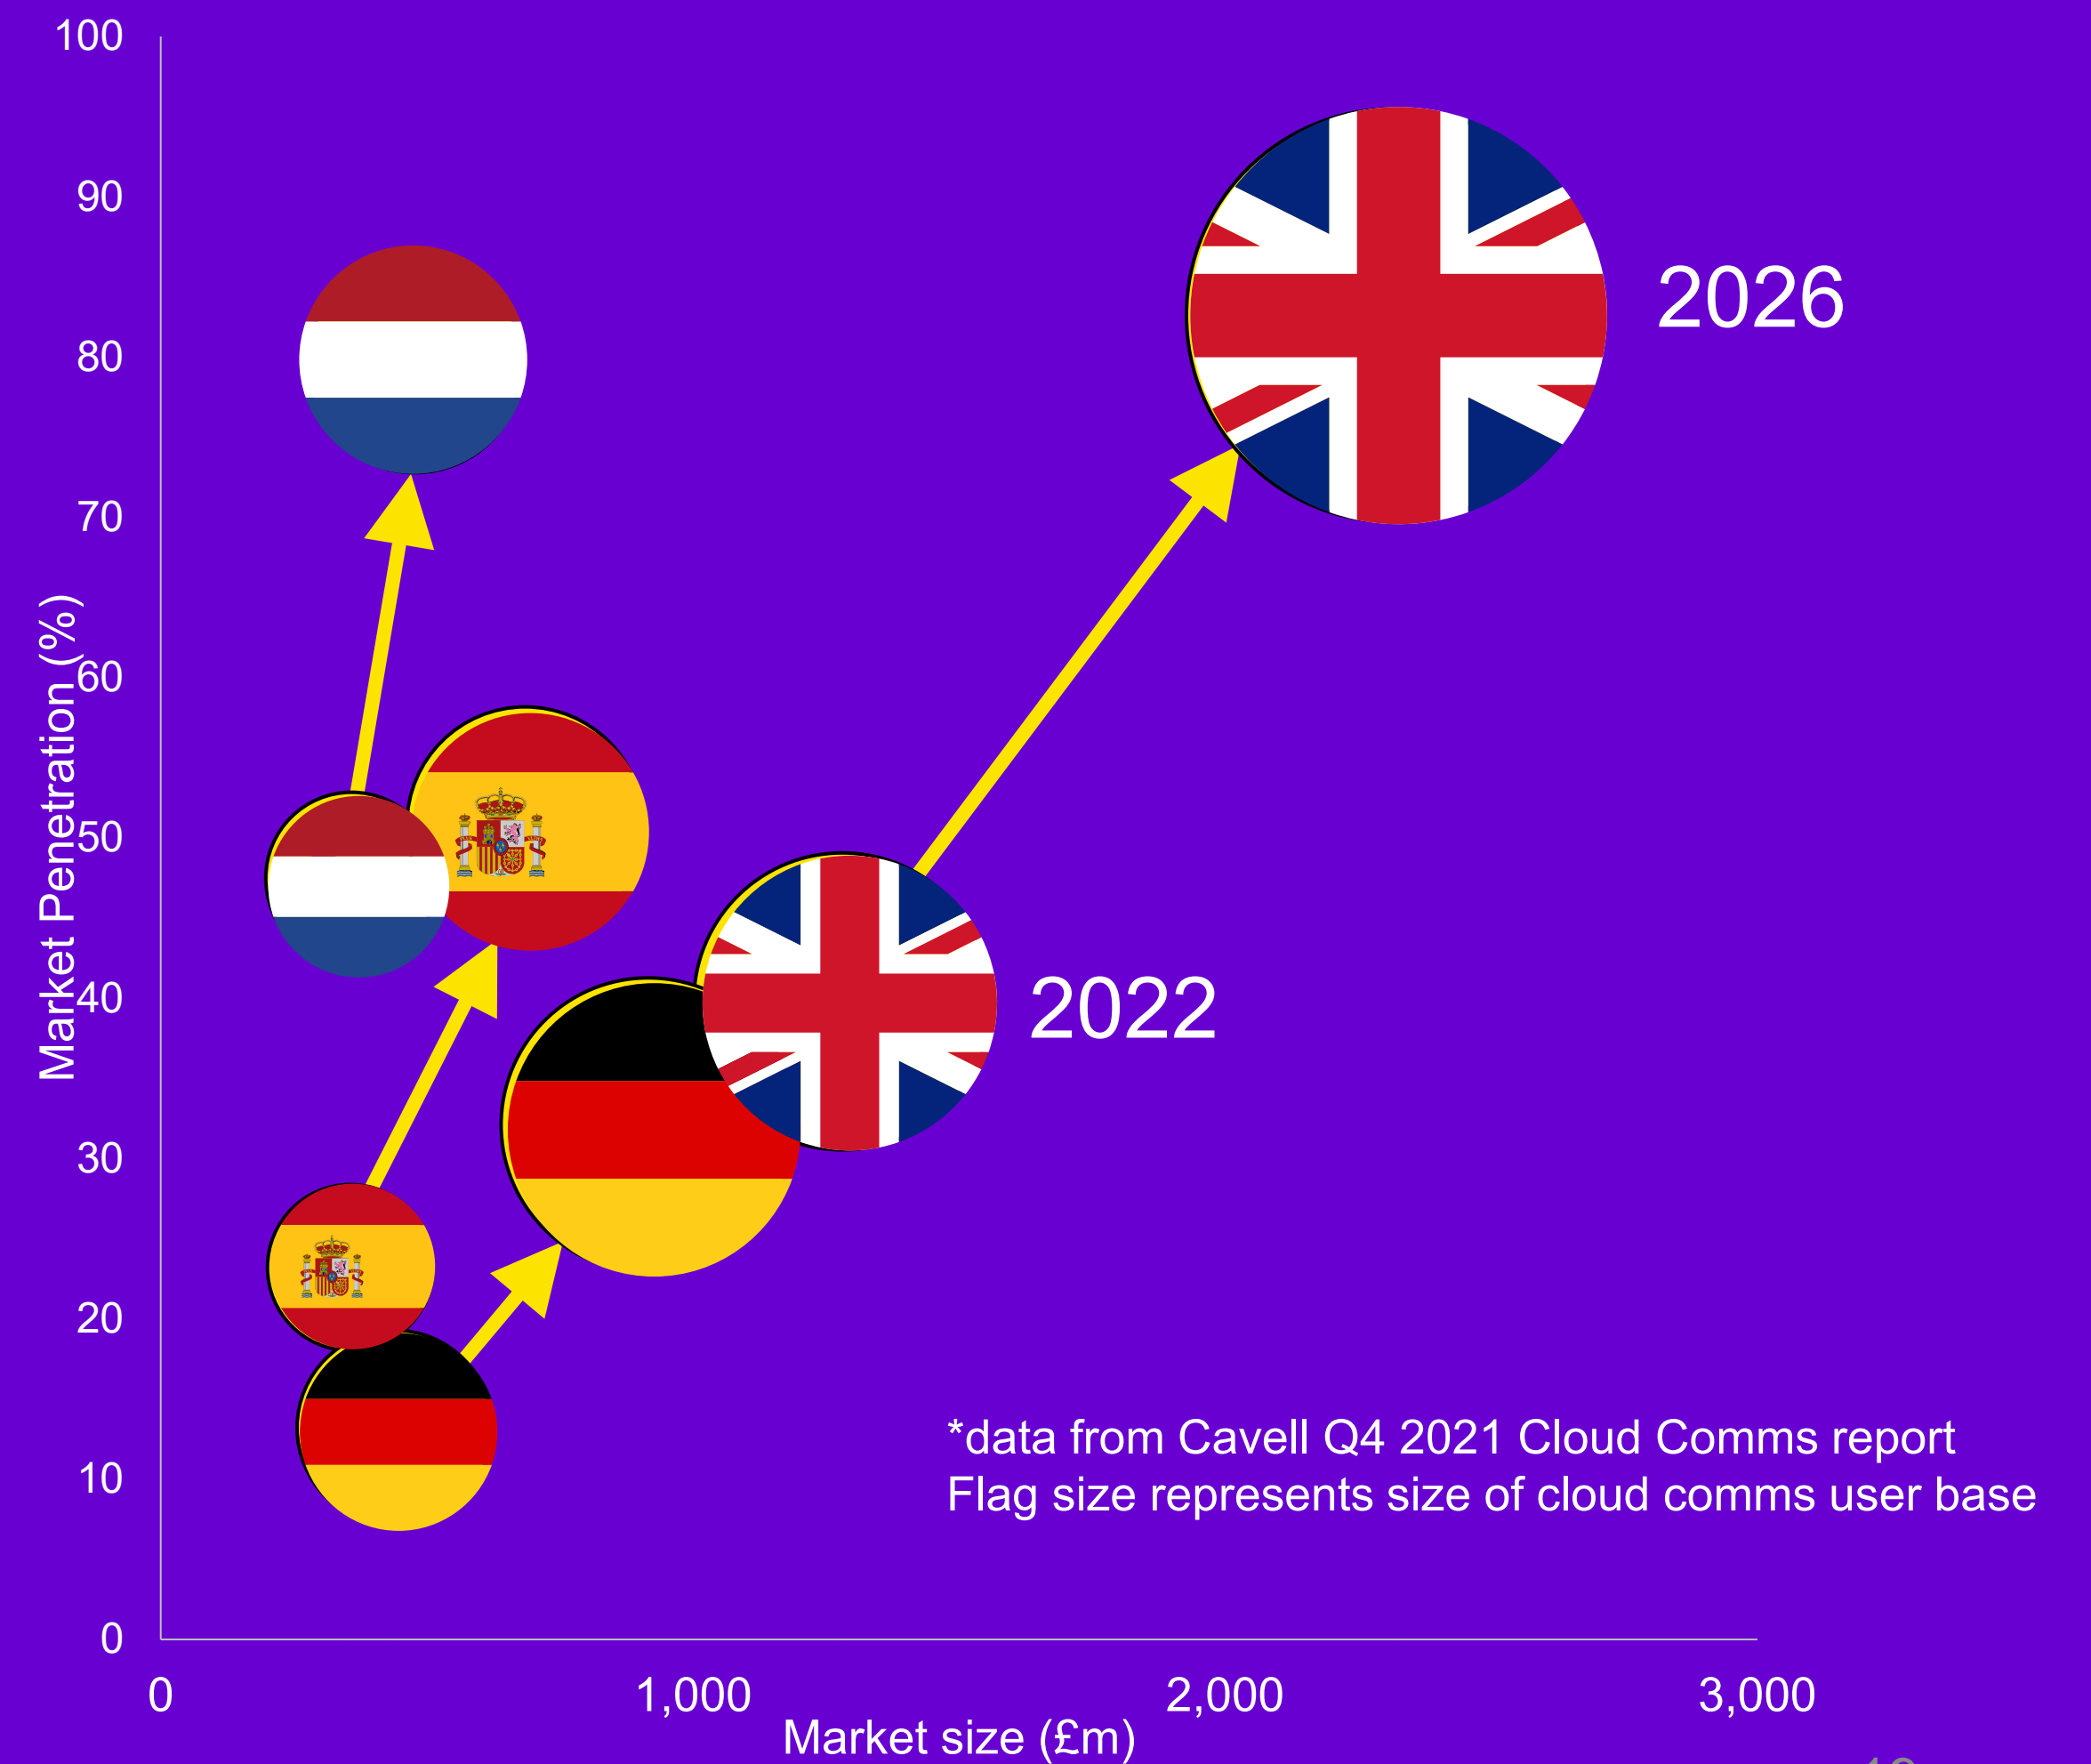 100
90
80
70
60
50
40
30
20
10
0
Market Penetration (%)
2026
2022
*data from Cavell Q4 2021 Cloud Comms report
Flag size represents size of cloud comms user base
0 1,000 2,000 3,000
Market size (£m)